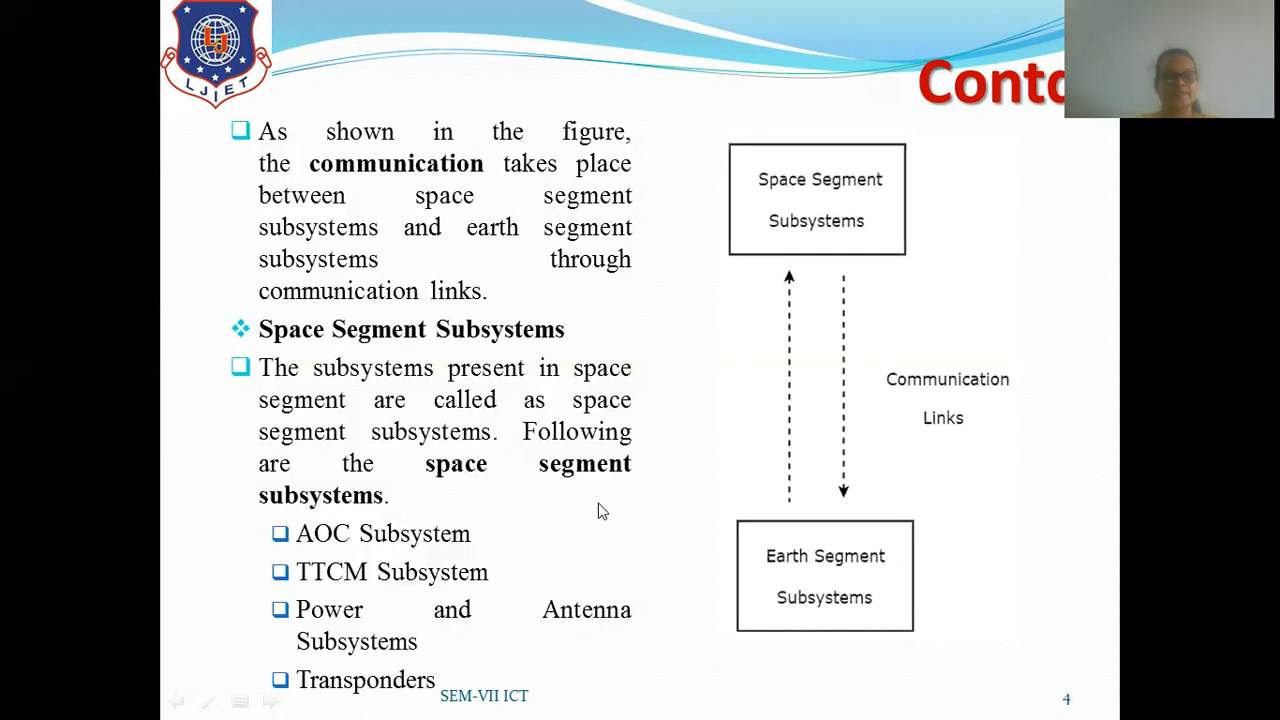 LJ
LJIET
Contd
As shown in the figure,
the communication takes place
between space segment
subsystems and earth segment
subsystems through
communication links.
Space Segment Subsystems
The subsystems present in space
segment are called as space
segment subsystems. Following
are the space segment
subsystems.
AOC Subsystem
TTCM Subsystem
Power and Antenna
Subsystems
Transponders
Space Segment
Subsystems
Communication
Links
Earth Segment
Subsystems
SEM-VII ICT
4